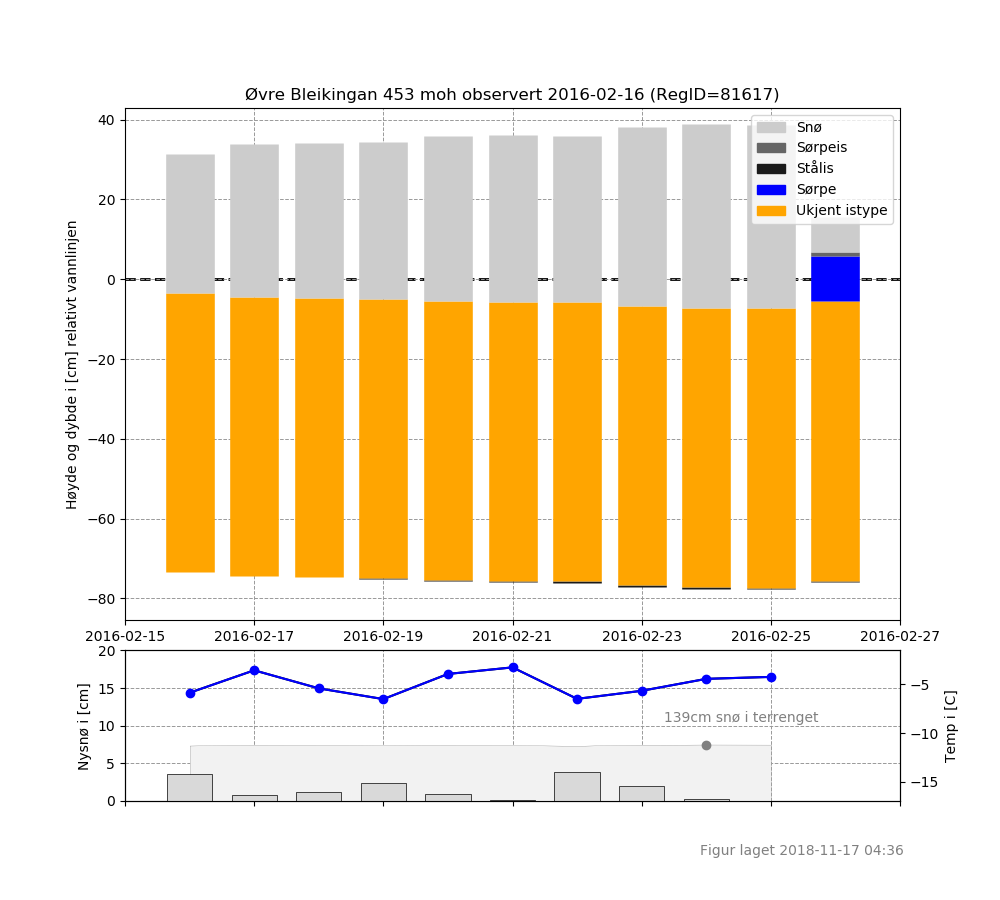 Øvre Bleikingan 453 moh observert 2016-02-16 (RegID=81617)
Snø
Sørpeis
Stålis
Sørpe
Ukjent istype
Høyde og dybde i [cm] relativt vannlinjen
40
20
0
−20
−40
−60
−80
2016-02-15 2016-02-17 2016-02-19 2016-02-21 2016-02-23 2016-02-25 2016-02-27
Nysnø i [cm]
20
15
10
5
0
139cm snø i terrenget
−5
−10
−15
Temp i [C]
Figur laget 2018-11-17 04:36